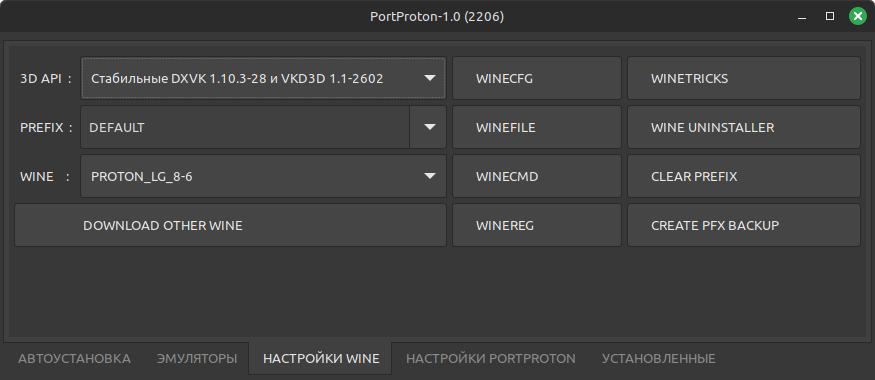 PortProton-1.0 (2206)
3D API : Стабильные DXVK 1.10.3-28 и VKD3D 1.1-2602 WINECFG WINETRICKS
PREFIX : DEFAULT WINEFILE WINE UNINSTALLER
WINE : PROTON_LG_8-6 WINECMD CLEAR PREFIX
DOWNLOAD OTHER WINE WINEREG CREATE PFX BACKUP
АВТОУСТАНОВКА ЭМУЛЯТОРЫ НАСТРОЙКИ WINE НАСТРОЙКИ PORTPROTON УСТАНОВЛЕННЫЕ